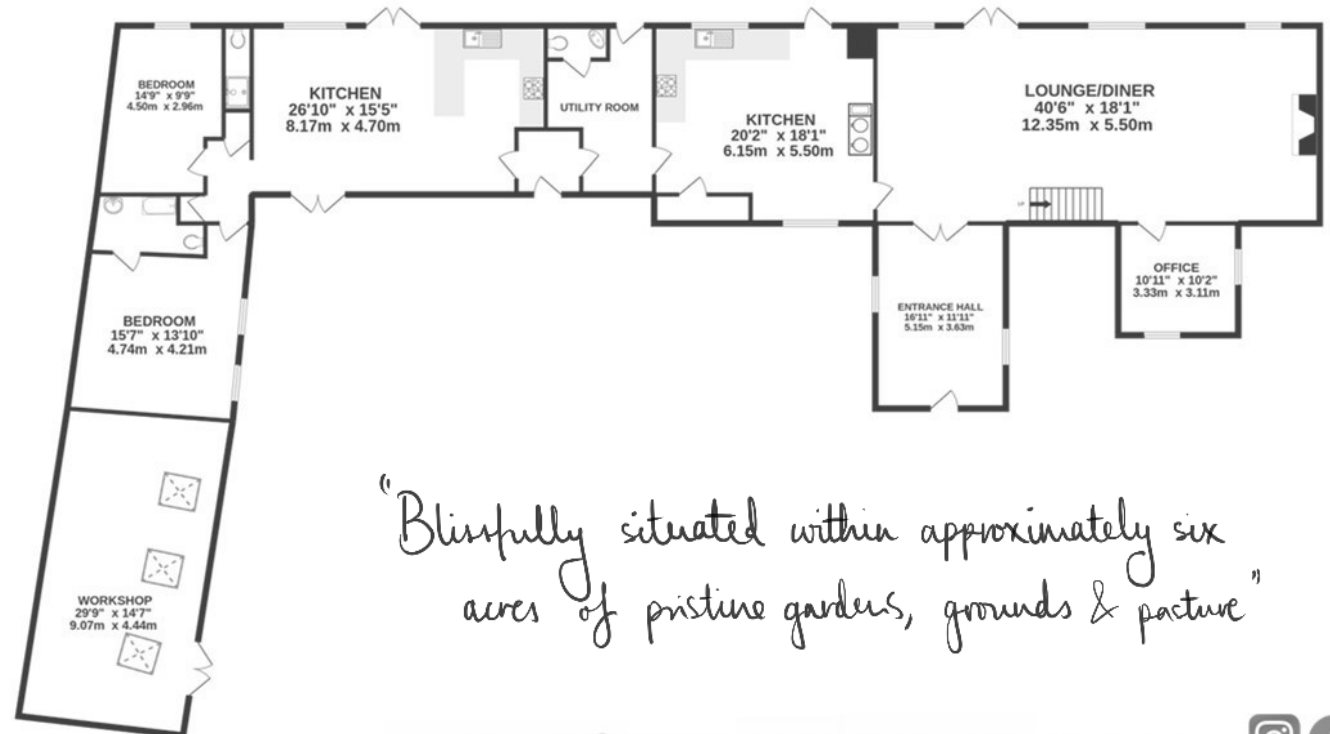 BEDROOM
14'9" x 9'9"
4.50m x 2.96m
KITCHEN
26'10" x 15'5"
8.17m x 4.70m
UTILITY ROOM
KITCHEN
20'2" x 18'1"
6.15m x 5.50m
LOUNGE/DINER
40'6" x 18'1"
12.35m x 5.50m
UP
OFFICE
10'11" x 10'2"
3.33m x 3.11m
ENTRANCE HALL
16'11" x 11'11"
5.15m x 3.63m
BEDROOM
15'7" x 13'10"
4.74m x 4.21m
WORKSHOP
29'9" x 14'7"
9.07m x 4.44m
"Blissfully situated within approximately six
acres of pristine gardens, grounds & pasture"